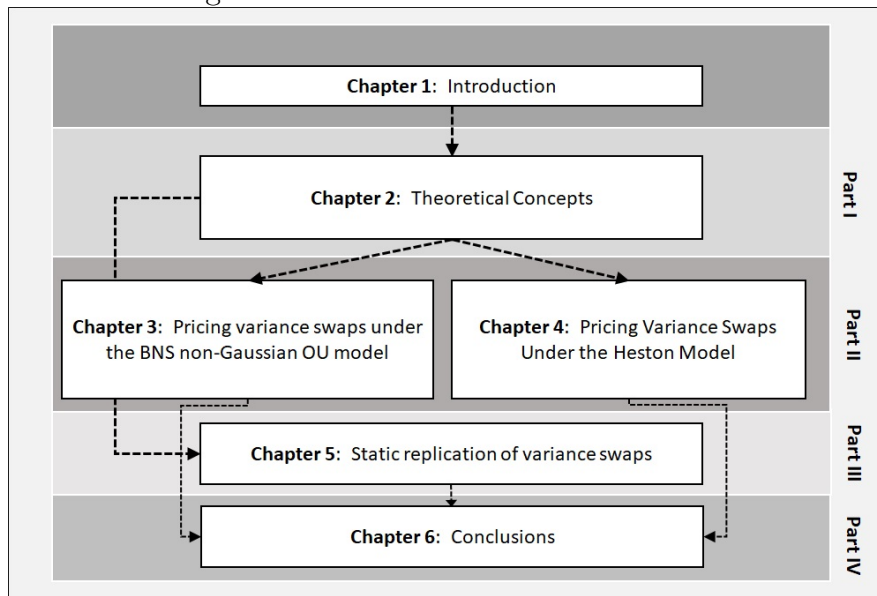 Chapter 1: Introduction
Part I
Chapter 2: Theoretical Concepts
Part II
Chapter 3: Pricing variance swaps under
the BNS non-Gaussian OU model
Chapter 4: Pricing Variance Swaps
Under the Heston Model
Part III
Chapter 5: Static replication of variance swaps
Part IV
Chapter 6: Conclusions